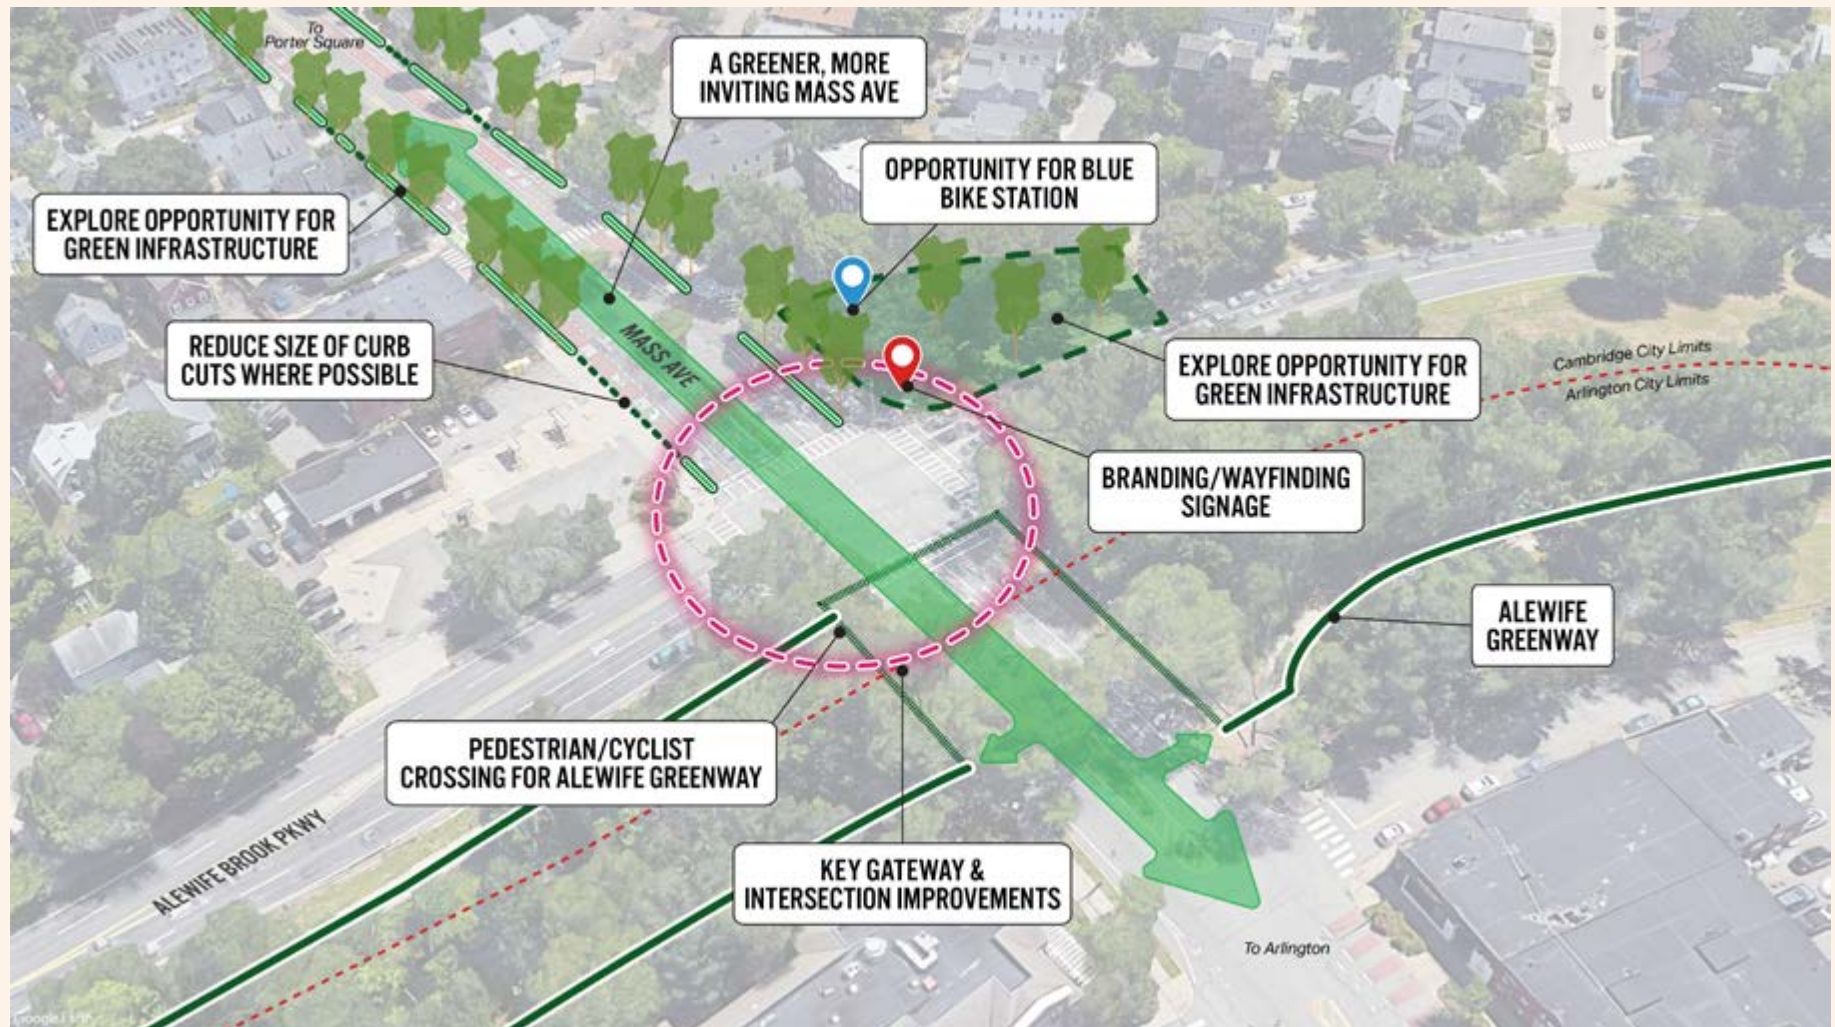 To
Porter Square
A GREENER, MORE
INVITING MASS AVE
OPPORTUNITY FOR BLUE
BIKE STATION
EXPLORE OPPORTUNITY FOR
GREEN INFRASTRUCTURE
REDUCE SIZE OF CURB
CUTS WHERE POSSIBLE
MASS AVE
EXPLORE OPPORTUNITY FOR
GREEN INFRASTRUCTURE
Cambridge City Limits
Arlington City Limits
BRANDING/WAYFINDING
SIGNAGE
ALEWIFE
GREENWAY
PEDESTRIAN/CYCLIST
CROSSING FOR ALEWIFE GREENWAY
ALEWIFE BROOK PKWY
KEY GATEWAY &
INTERSECTION IMPROVEMENTS
To Arlington